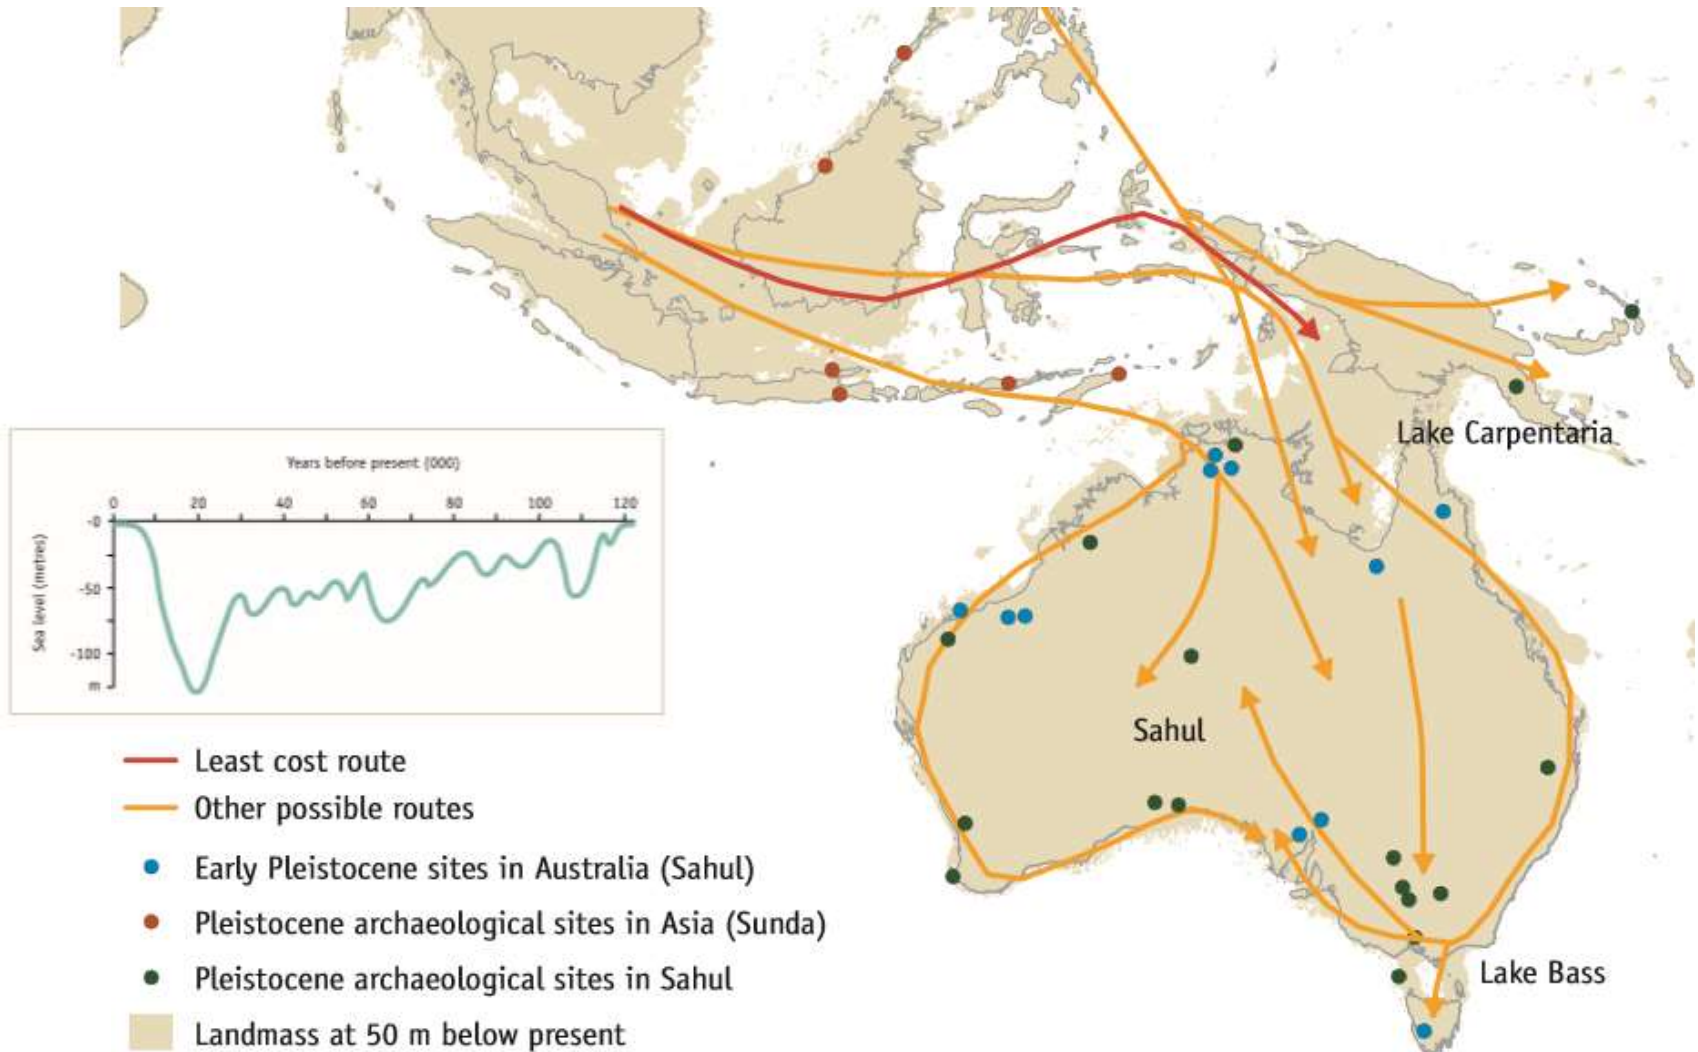 Lake Carpentaria
Years before present (000)
0 20 40 60 80 100 120
-0
-50
-100
m
Sea level (metres)
Sahul
Least cost route
Other possible routes
Early Pleistocene sites in Australia (Sahul)
Pleistocene archaeological sites in Asia (Sunda)
Pleistocene archaeological sites in Sahul
Lake Bass
Landmass at 50 m below present